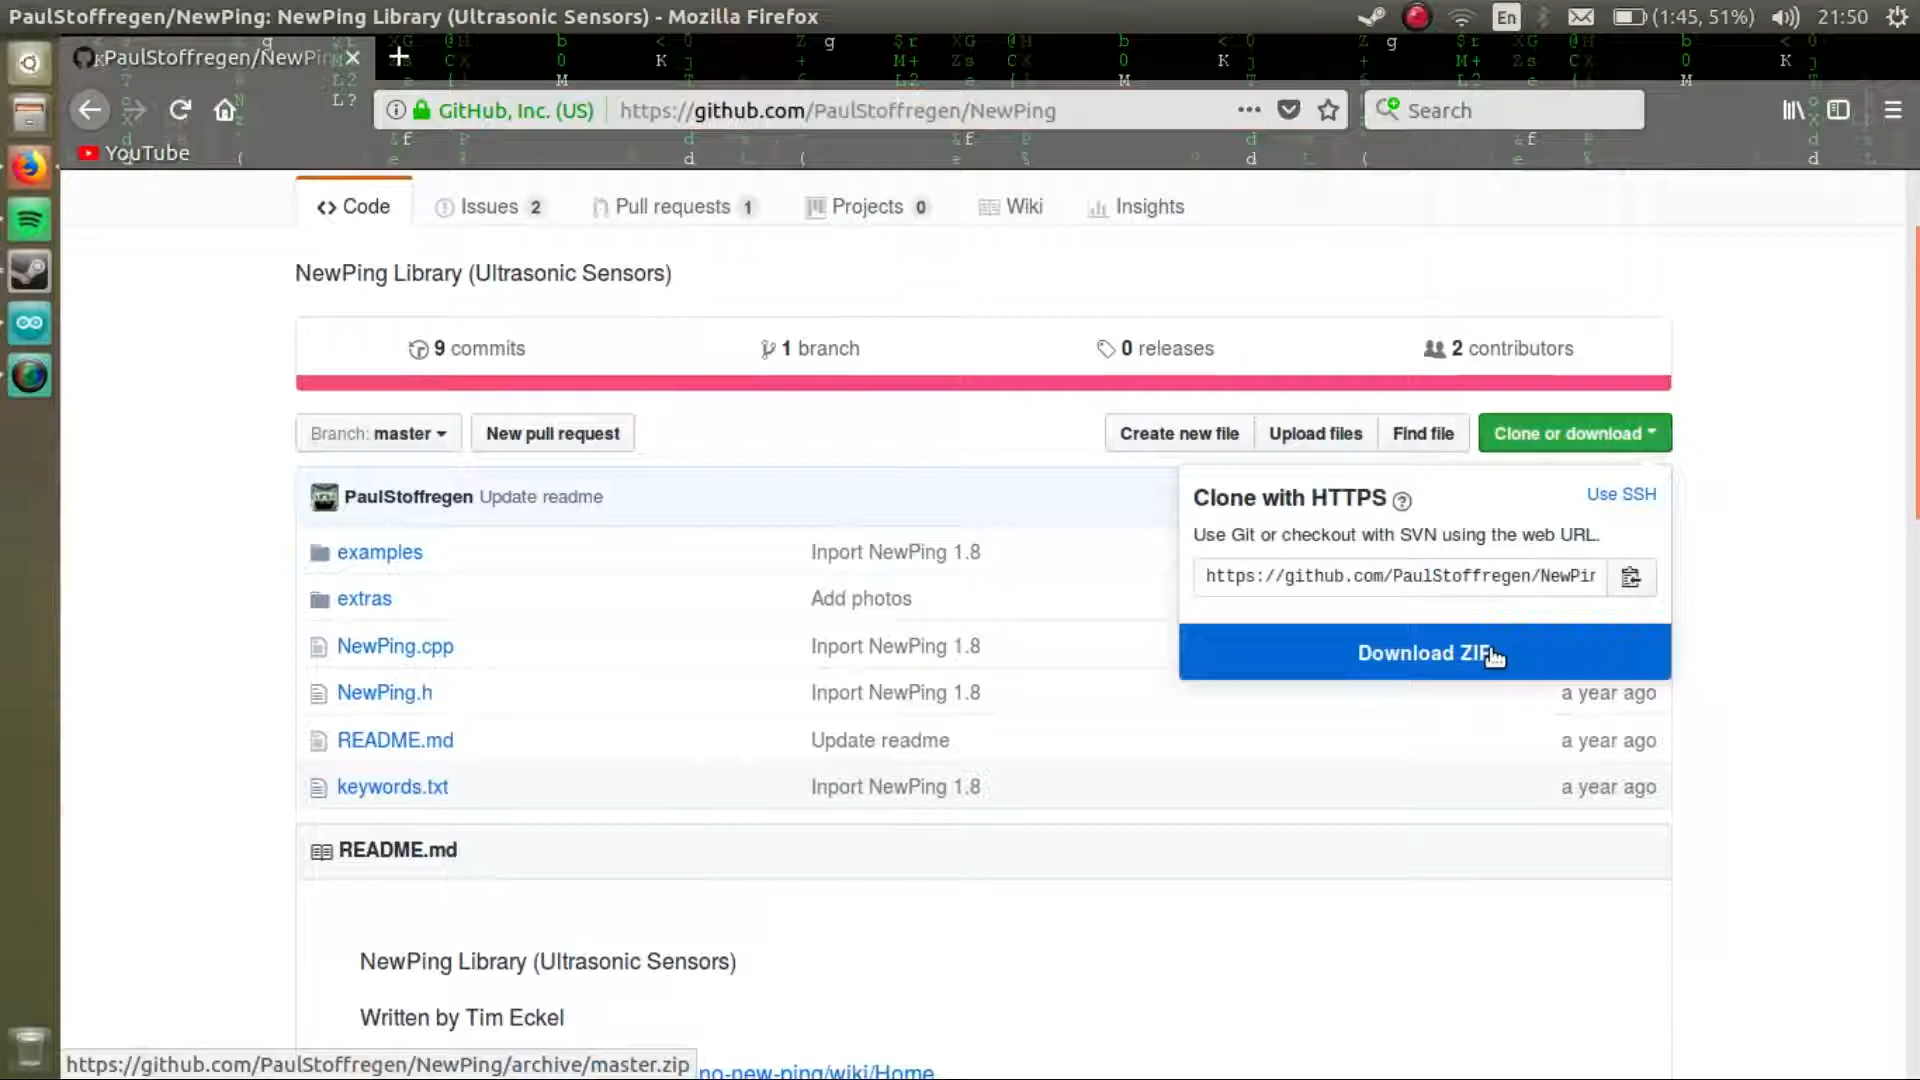 PaulStoffregen/NewPing: NewPing Library (Ultrasonic Sensors) - Mozilla Firefox
En
(1:45, 51%)
21:50
PaulStoffregen/NewPi
GitHub, Inc. (US)
https://github.com/PaulStoffregen/NewPing
Search
YouTube
Code
Issues 2
Pull requests 1
Projects 0
Wiki
Insights
NewPing Library (Ultrasonic Sensors)
9 commits
1 branch
0 releases
2 contributors
Branch: master
New pull request
Create new file
Upload files
Find file
Clone or download
PaulStoffregen Update readme
Clone with HTTPS
Use SSH
Use Git or checkout with SVN using the web URL.
https://github.com/PaulStoffregen/NewPin
Download ZIP
examples
Inport NewPing 1.8
extras
Add photos
NewPing.cpp
Inport NewPing 1.8
NewPing.h
Inport NewPing 1.8
a year ago
README.md
Update readme
a year ago
keywords.txt
Inport NewPing 1.8
a year ago
README.md
NewPing Library (Ultrasonic Sensors)
Written by Tim Eckel
https://github.com/PaulStoffregen/NewPing/archive/master.zip
no-new-ping/wiki/Home